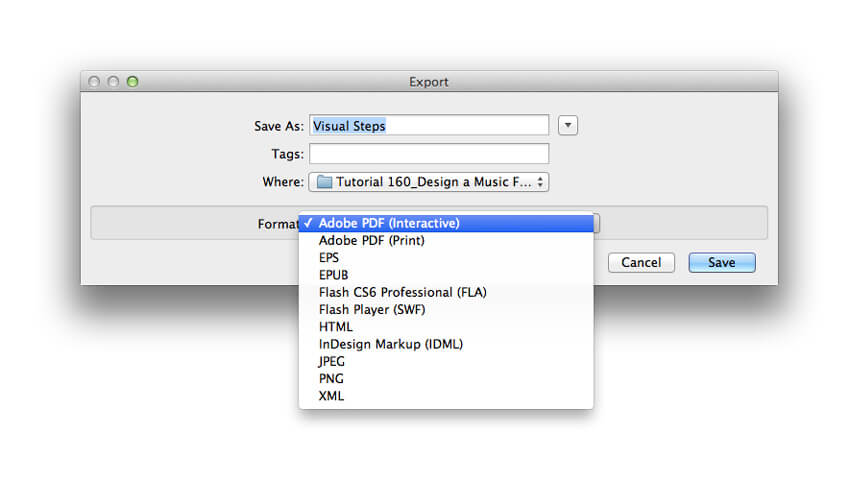 Export
Save As: Visual Steps
Tags:
Where: Tutorial 160_Design a Music F...
Format
✓ Adobe PDF (Interactive)
Adobe PDF (Print)
EPS
EPUB
Flash CS6 Professional (FLA)
Flash Player (SWF)
HTML
InDesign Markup (IDML)
JPEG
PNG
XML
Cancel Save